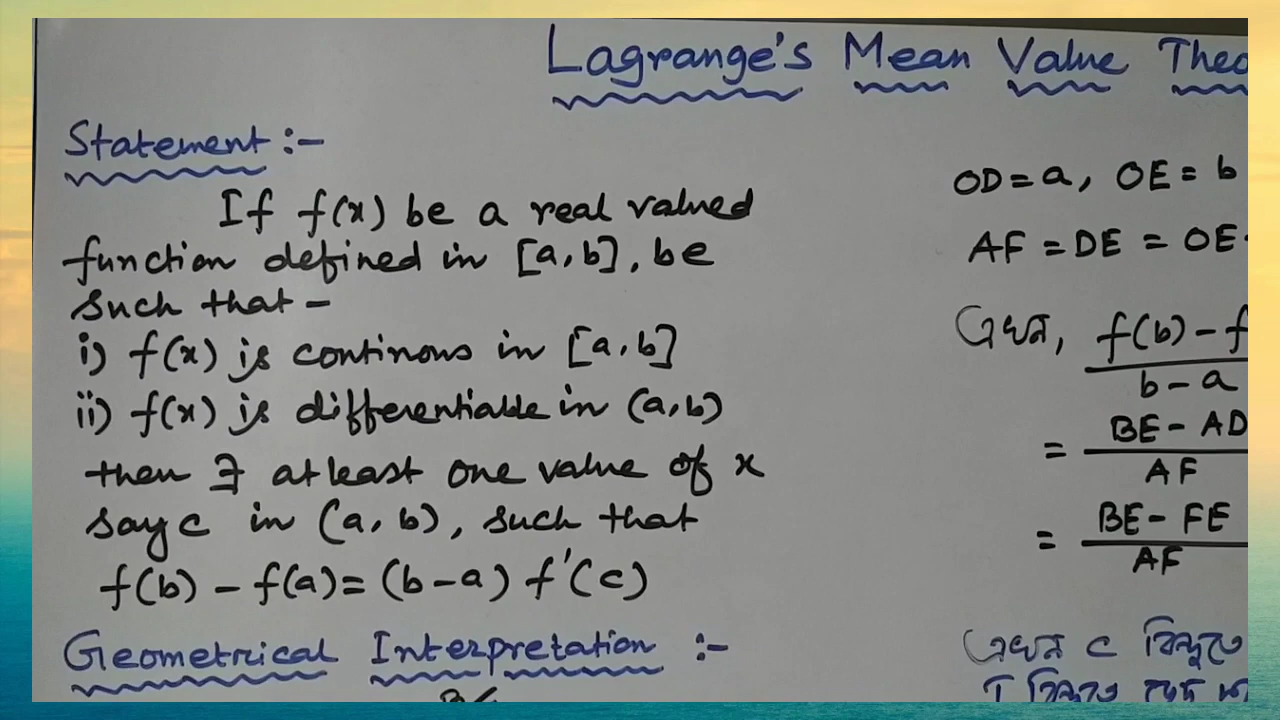 Lagrange's Mean Value Theo
Statement :-
If f(x) be a real valued
function defined in [a,b], be
such that -
i) f(x) is continous in [a,b]
ii) f(x) is differentiable in (a,b)
then ∃ atleast one value of x
say c in (a,b), such that
f(b) - f(a) = (b-a) f'(c)
Geometrical Interpretation :-
OD = a, OE = b
AF = DE = OE-
এখন, f(b) - f
b - a
= BE - AD
AF
= BE - FE
AF
এখন C বিন্দুতে